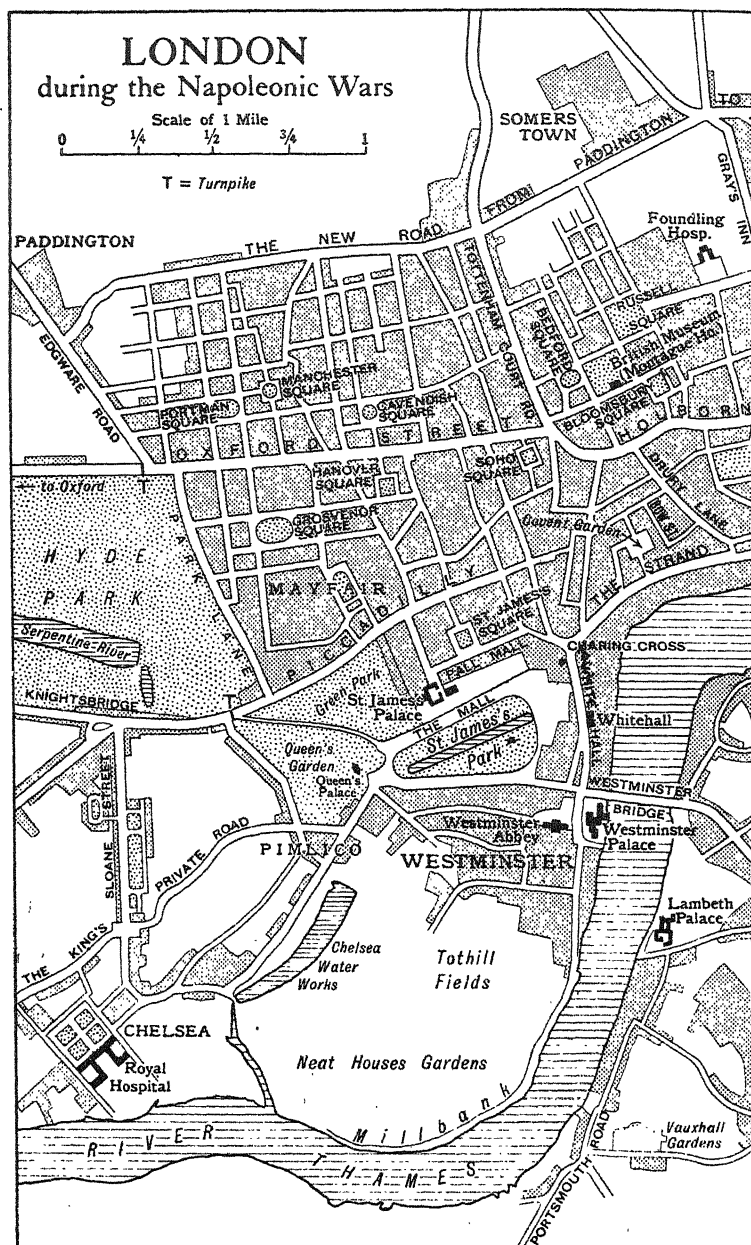 LONDON
during the Napoleonic Wars
Scale of 1 Mile
0 ¼ ½ ¾ 1
T = Turnpike
SOMERS
TOWN
TO
FROM PADDINGTON
GRAY'S INN
PADDINGTON
THE NEW ROAD
Foundling
Hosp.
TOTTENHAM COURT RD.
BEDFORD
SQUARE
RUSSELL
SQUARE
British Museum
(Montague Ho.)
EDGWARE ROAD
MANCHESTER
SQUARE
PORTMAN
SQUARE
CAVENDISH
SQUARE
BLOOMSBURY
SQUARE
HOLBORN
OXFORD STREET
HANOVER
SQUARE
SOHO
SQUARE
to Oxford
T
DRURY LANE
BOW ST.
GROSVENOR
SQUARE
Covent Garden
HYDE
PARK
PARK LANE
MAYFAIR
PICCADILLY
THE STRAND
ST JAMES'S
SQUARE
Serpentine River
PALL MALL
CHARING CROSS
Green Park
St James's
Palace
KNIGHTSBRIDGE
T
THE MALL
WHITE HALL
Whitehall
St. James's
Park
Queen's
Garden
Queen's
Palace
SLOANE STREET
WESTMINSTER
BRIDGE
Westminster
Abbey
Westminster
Palace
PIMLICO
WESTMINSTER
THE KING'S PRIVATE ROAD
Lambeth
Palace
Chelsea
Water
Works
Tothill
Fields
CHELSEA
Royal
Hospital
Neat Houses Gardens
Millbank
RIVER THAMES
Vauxhall
Gardens
PORTSMOUTH ROAD